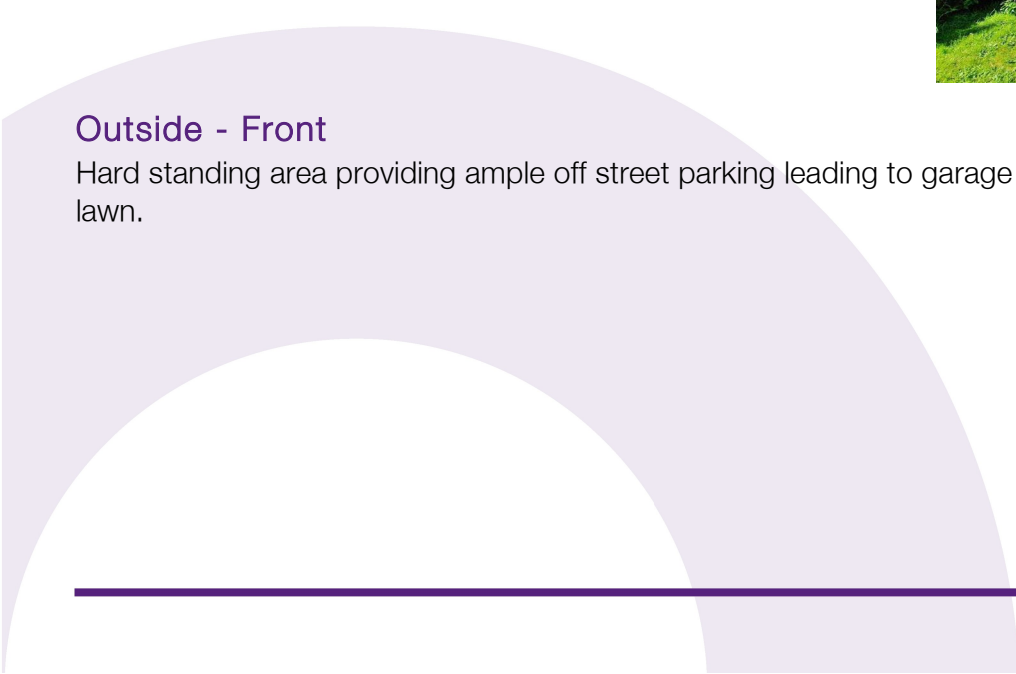 Outside - Front
Hard standing area providing ample off street parking leading to garage
lawn.